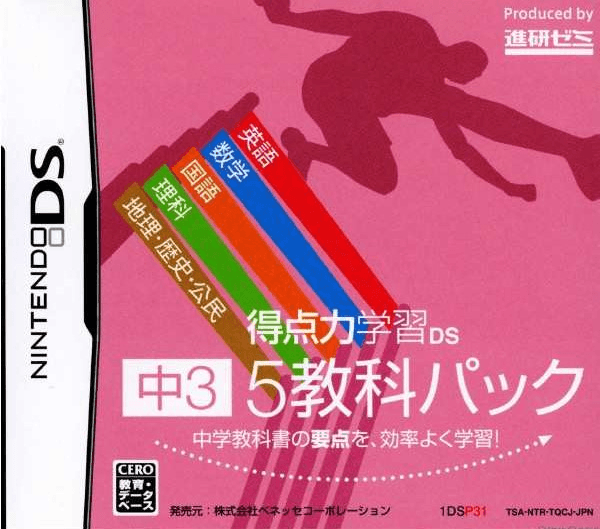 Produced by
進研ゼミ
NINTENDO DS®
英語
数学
国語
理科
地理・歴史・公民
得点力学習DS
中3 5教科パック
中学教科書の要点を、効率よく学習！
CERO
教育・
データ
ベース
発売元：株式会社ベネッセコーポレーション
1DSP31
TSA-NTR-TQCJ-JPN